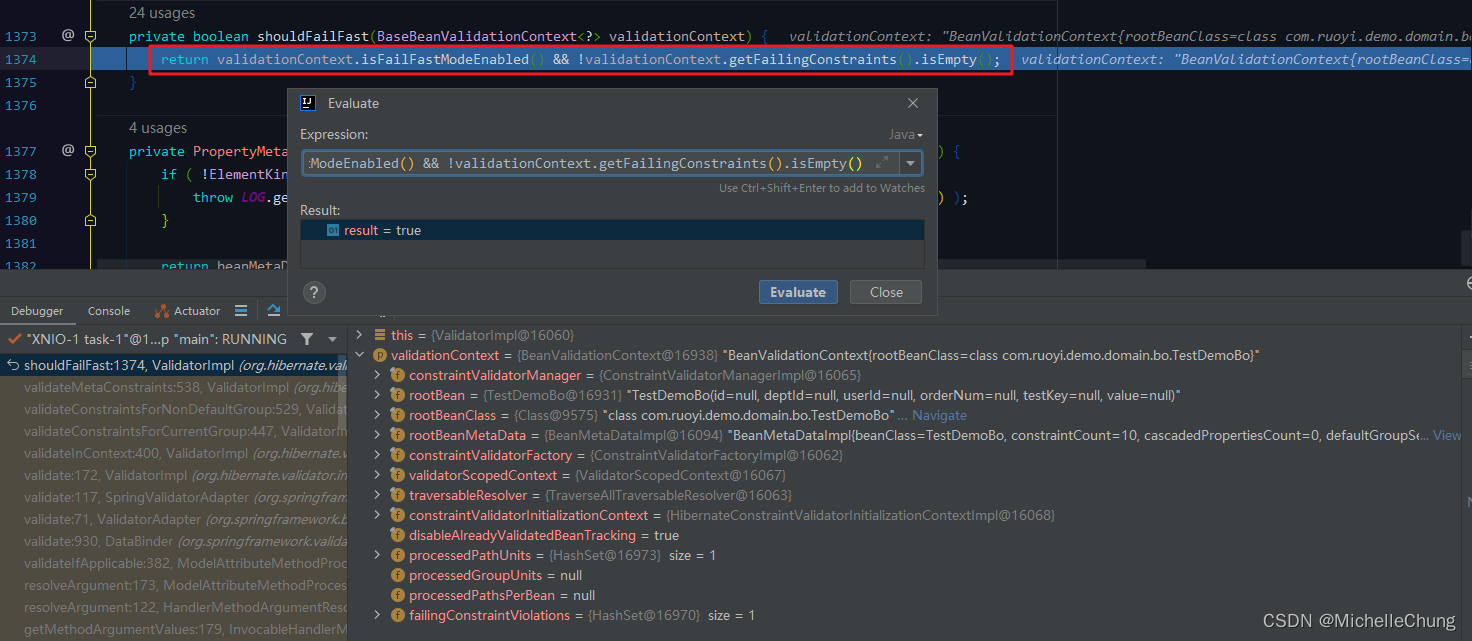 24 usages
1373 @ private boolean shouldFailFast(BaseBeanValidationContext<?> validationContext) { validationContext: "BeanValidationContext{rootBeanClass=class com.ruoyi.demo.domain.bo
1374 return validationContext.isFailFastModeEnabled() && !validationContext.getFailingConstraints().isEmpty(); validationContext: "BeanValidationContext{rootBeanClass=
1375 }
1376
4 usages
1377 @ private PropertyMeta ) {
1378 if ( !ElementKin
1379 throw LOG.ge ) );
1380 }
1381
1382 return beanMetaD
Evaluate
Expression: Java
ModeEnabled() && !validationContext.getFailingConstraints().isEmpty()
Use Ctrl+Shift+Enter to add to Watches
Result:
01 result = true
? Evaluate Close
Debugger Console Actuator
"XNIO-1 task-1"@1...p "main": RUNNING
shouldFailFast:1374, ValidatorImpl (org.hibernate.vali
validateMetaConstraints:538, ValidatorImpl (org.hiber
validateConstraintsForNonDefaultGroup:529, Validat
validateConstraintsForCurrentGroup:447, ValidatorIn
validateInContext:400, ValidatorImpl (org.hibernate.v
validate:172, ValidatorImpl (org.hibernate.validator.in
validate:117, SpringValidatorAdapter (org.springfram
validate:71, ValidatorAdapter (org.springframework.b
validate:930, DataBinder (org.springframework.valida
validateIfApplicable:382, ModelAttributeMethodProc
resolveArgument:173, ModelAttributeMethodProces
resolveArgument:122, HandlerMethodArgumentReso
getMethodArgumentValues:179, InvocableHandlerM
this = {ValidatorImpl@16060}
validationContext = {BeanValidationContext@16938} "BeanValidationContext{rootBeanClass=class com.ruoyi.demo.domain.bo.TestDemoBo}"
constraintValidatorManager = {ConstraintValidatorManagerImpl@16065}
rootBean = {TestDemoBo@16931} "TestDemoBo(id=null, deptId=null, userId=null, orderNum=null, testKey=null, value=null)"
rootBeanClass = {Class@9575} "class com.ruoyi.demo.domain.bo.TestDemoBo"... Navigate
rootBeanMetaData = {BeanMetaDataImpl@16094} "BeanMetaDataImpl{beanClass=TestDemoBo, constraintCount=10, cascadedPropertiesCount=0, defaultGroupSe... View
constraintValidatorFactory = {ConstraintValidatorFactoryImpl@16062}
validatorScopedContext = {ValidatorScopedContext@16067}
traversableResolver = {TraverseAllTraversableResolver@16063}
constraintValidatorInitializationContext = {HibernateConstraintValidatorInitializationContextImpl@16068}
disableAlreadyValidatedBeanTracking = true
processedPathUnits = {HashSet@16973} size = 1
processedGroupUnits = null
processedPathsPerBean = null
failingConstraintViolations = {HashSet@16970} size = 1
CSDN @MichelleChung